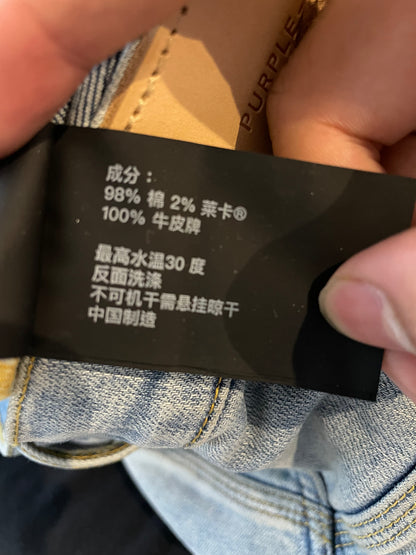 PURPLE
成分：
98% 棉 2% 莱卡®
100% 牛皮牌
最高水温30 度
反面洗涤
不可机干需悬挂晾干
中国制造